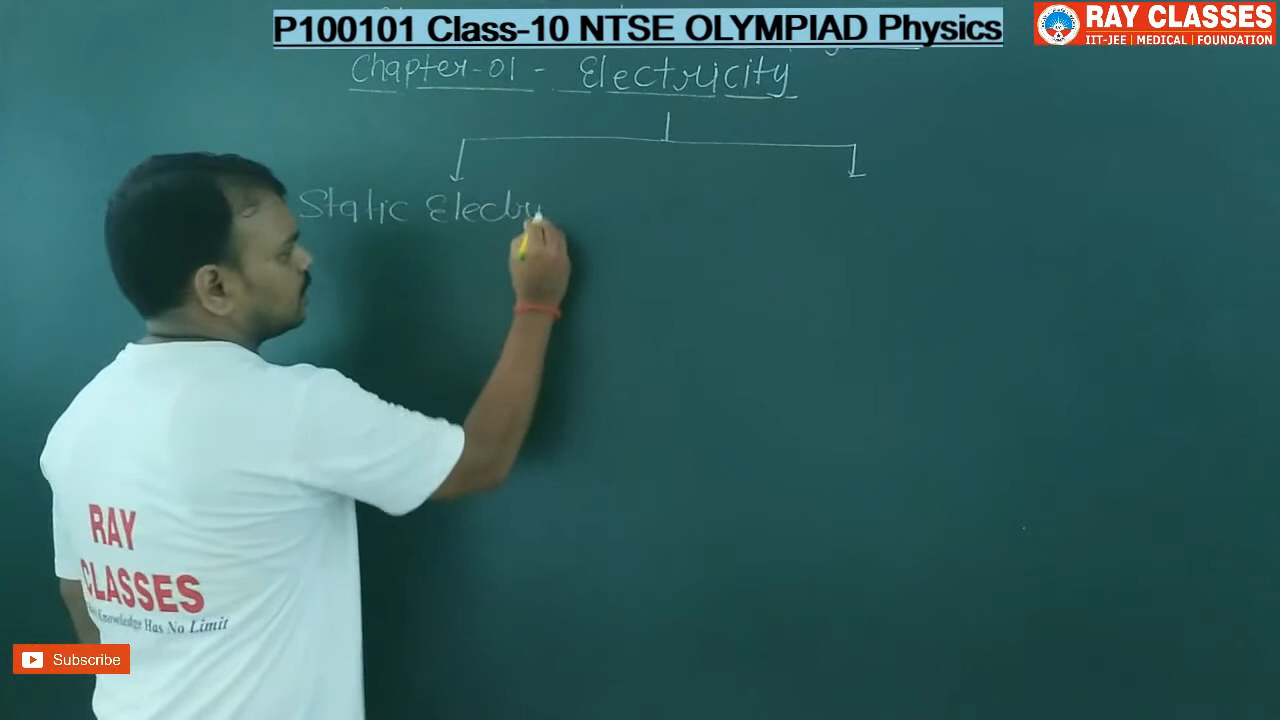 P100101 Class-10 NTSE OLYMPIAD Physics
RAY CLASSES
IIT-JEE | MEDICAL | FOUNDATION
Chapter-01 - Electricity
Static Electr
RAY
CLASSES
Knowledge Has No Limit
Subscribe